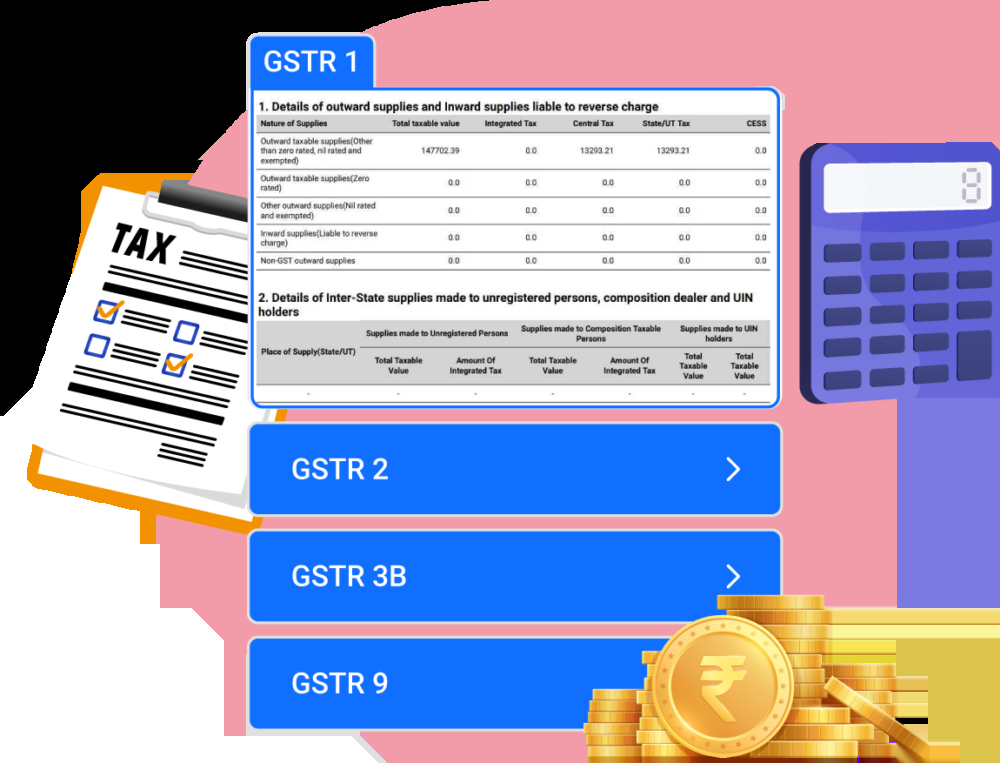 GSTR 1
1. Details of outward supplies and Inward supplies liable to reverse charge
Nature of Supplies Total taxable value Integrated Tax Central Tax State/UT Tax CESS
Outward taxable supplies(Other
than zero rated, nil rated and
exempted) 147702.39 0.0 13293.21 13293.21 0.0
Outward taxable supplies(Zero
rated) 0.0 0.0 0.0 0.0 0.0
Other outward supplies(Nil rated
and exempted) 0.0 0.0 0.0 0.0 0.0
Inward supplies(Liable to reverse
charge) 0.0 0.0 0.0 0.0 0.0
Non-GST outward supplies 0.0 0.0 0.0 0.0 0.0
2. Details of Inter-State supplies made to unregistered persons, composition dealer and UIN
holders
Place of Supply(State/UT)
Supplies made to Unregistered Persons
Supplies made to Composition Taxable
Persons
Supplies made to UIN
holders
Total Taxable
Value
Amount Of
Integrated Tax
Total Taxable
Value
Amount Of
Integrated Tax
Total
Taxable
Value
Total
Taxable
Value
- - - - - - -
TAX
8
GSTR 2
GSTR 3B
GSTR 9
₹